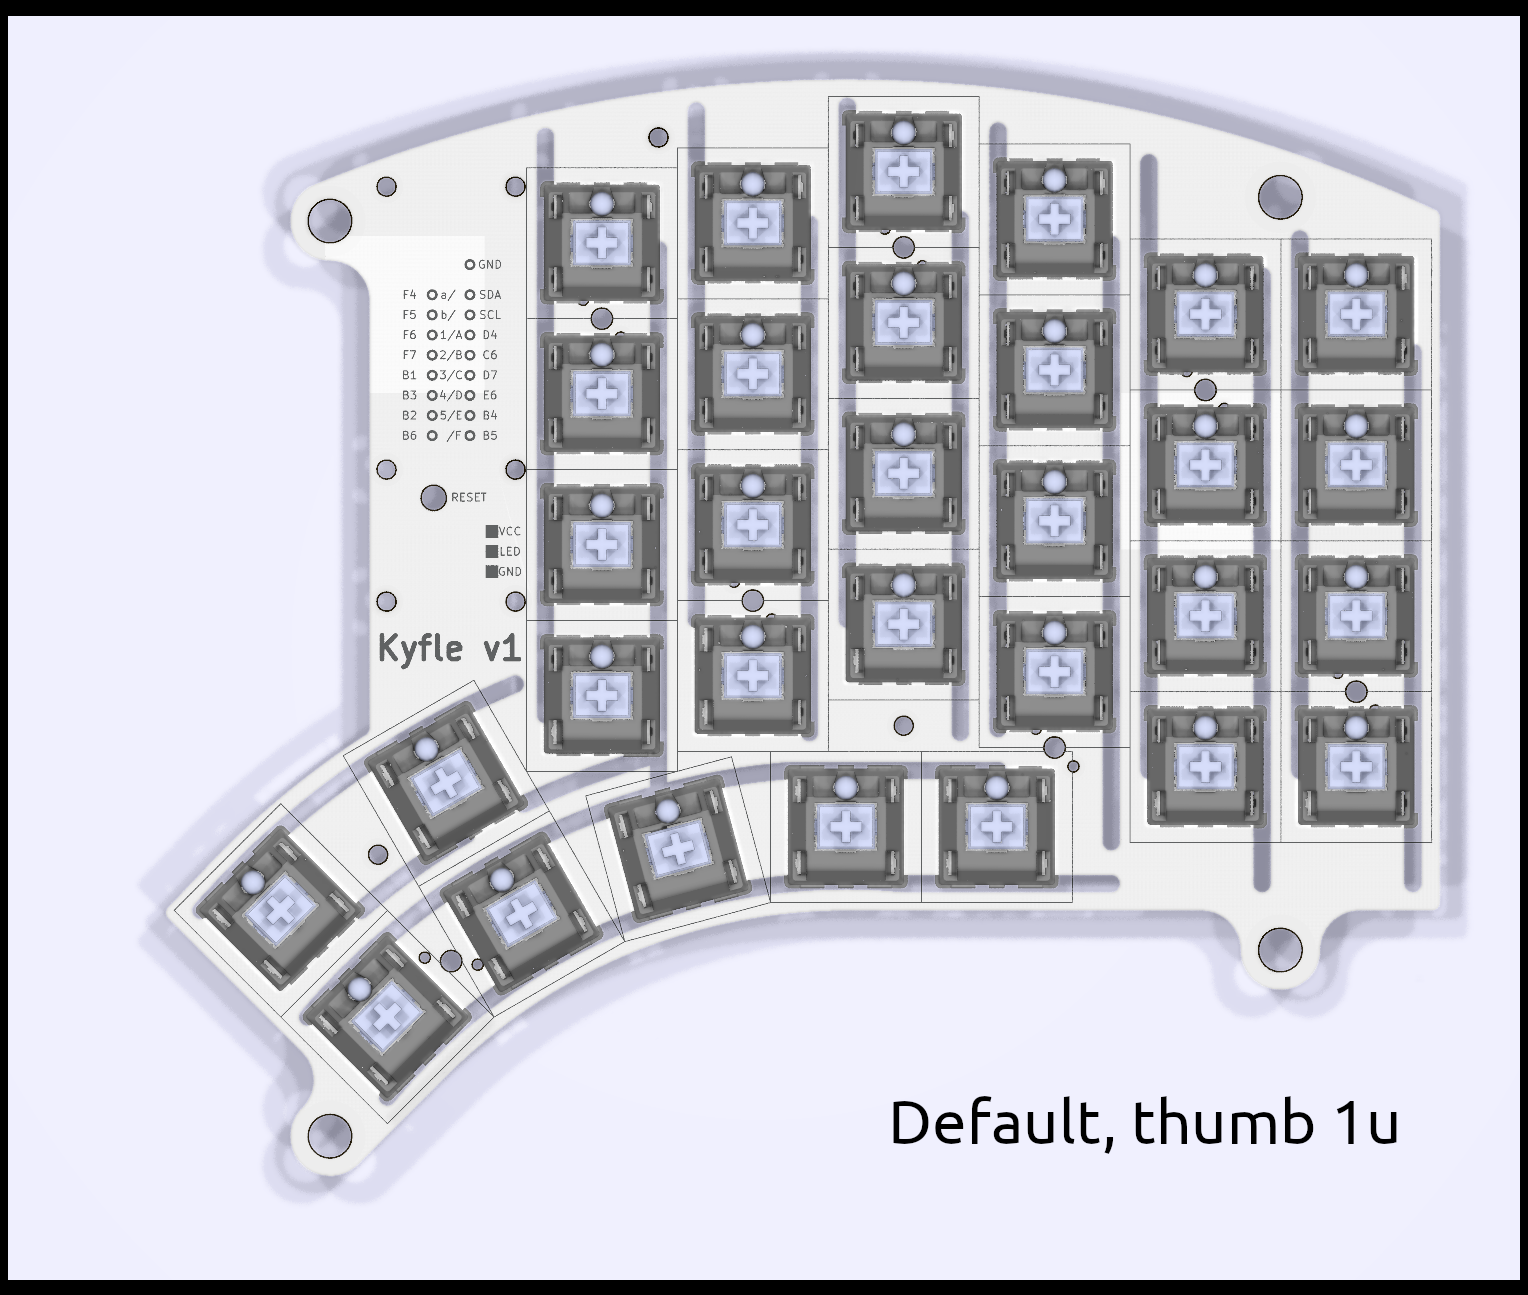 GND
F4 a/ SDA
F5 b/ SCL
F6 1/A D4
F7 2/B C6
B1 3/C D7
B3 4/D E6
B2 5/E B4
B6 /F B5
RESET
VCC
LED
GND
Kyfle v1
Default, thumb 1u